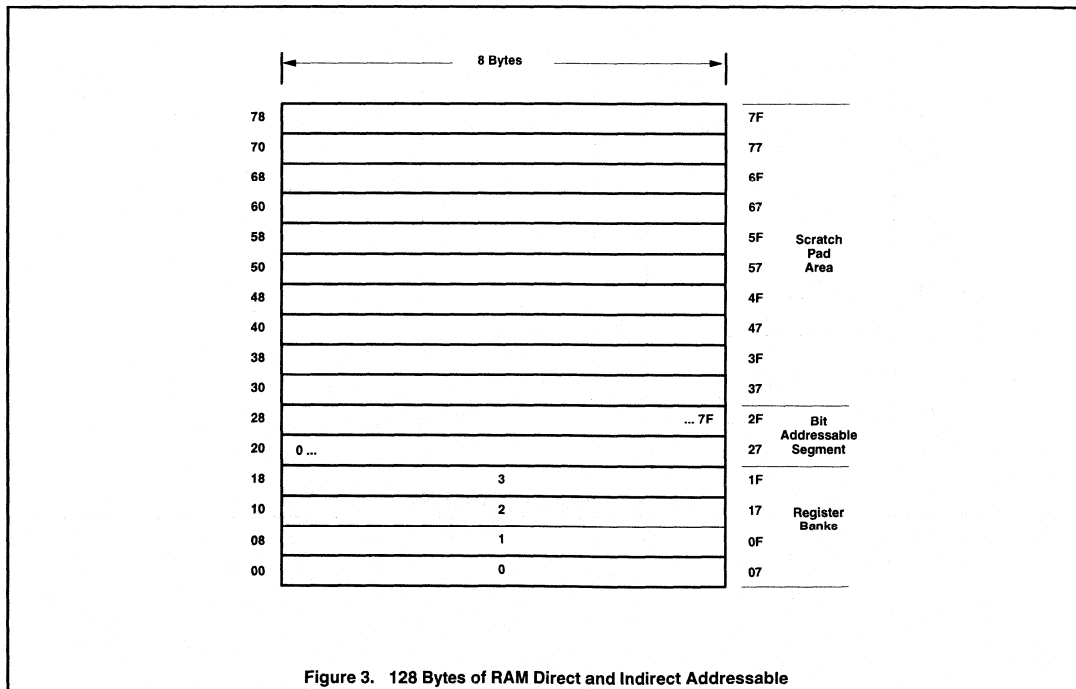 8 Bytes
78 7F
70 77
68 6F
60 67
58 5F Scratch
Pad
50 57 Area
48 4F
40 47
38 3F
30 37
28 ... 7F 2F Bit
Addressable
20 0 ... 27 Segment
18 3 1F
10 2 17 Register
Banks
08 1 0F
00 0 07
Figure 3. 128 Bytes of RAM Direct and Indirect Addressable